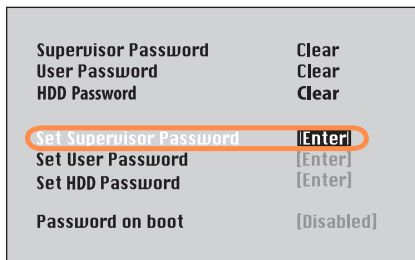 Supervisor Password Clear
User Password Clear
HDD Password Clear
Set Supervisor Password [Enter]
Set User Password [Enter]
Set HDD Password [Enter]
Password on boot [Disabled]